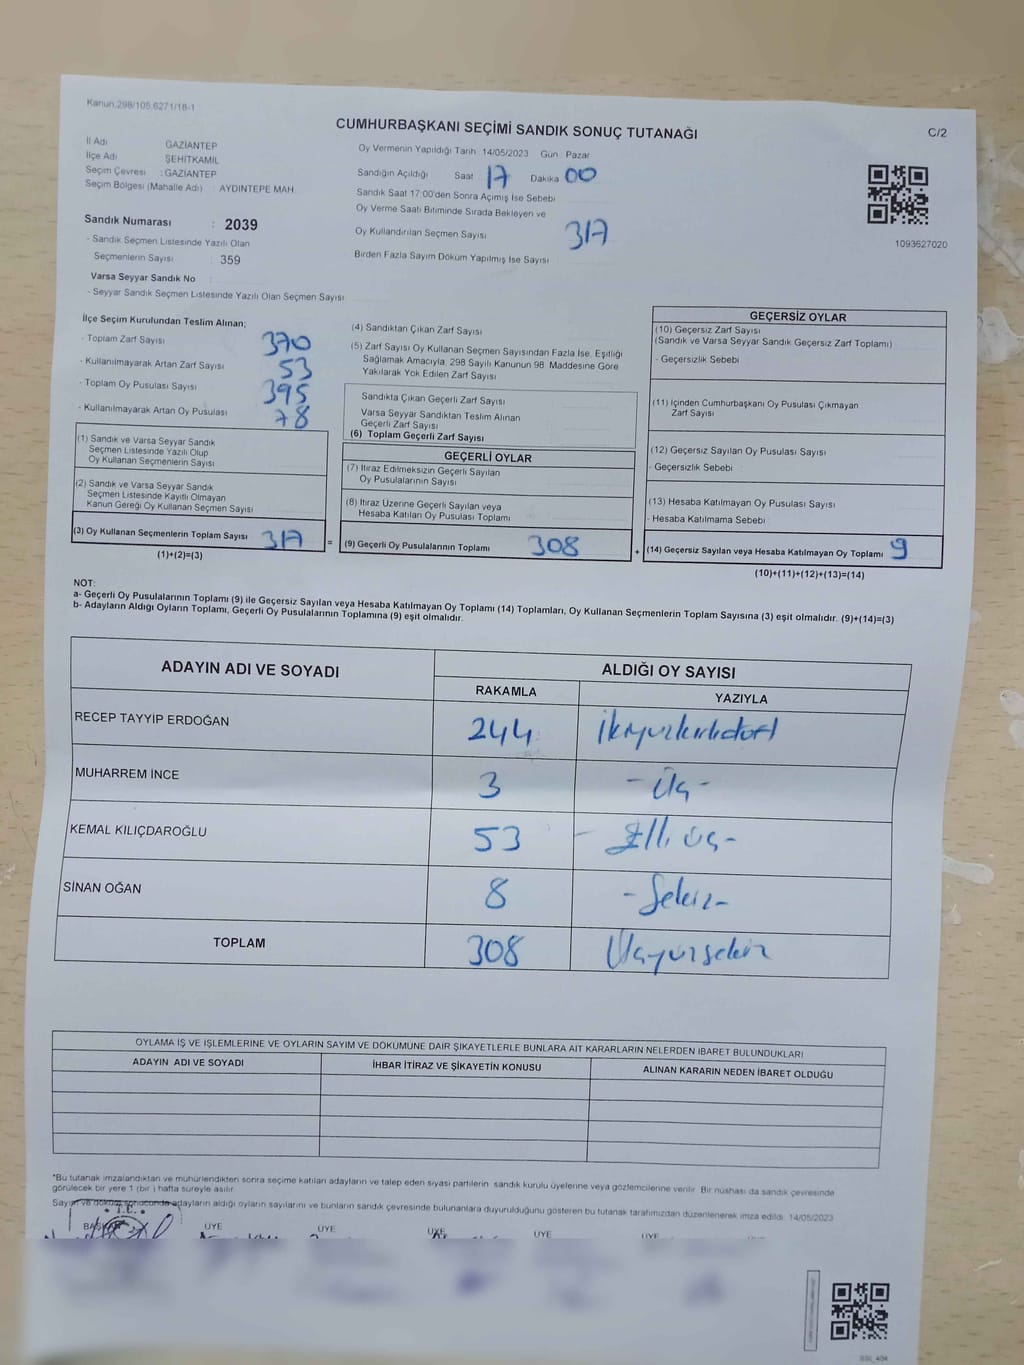 Kanun.298/105,6271/18-1
CUMHURBAŞKANI SEÇİMİ SANDIK SONUÇ TUTANAĞI
C/2
İl Adı GAZİANTEP
İlçe Adı ŞEHİTKAMİL
Seçim Çevresi : GAZİANTEP
Seçim Bölgesi (Mahalle Adı) : AYDINTEPE MAH.
Oy Vermenin Yapıldığı Tarih 14/05/2023 Gün Pazar
Sandığın Açıldığı Saat 17 Dakika 00
Sandık Saat 17:00'den Sonra Açımış İse Sebebi
Oy Verme Saati Bitiminde Sırada Bekleyen ve
Oy Kullandırılan Seçmen Sayısı 317
Birden Fazla Sayım Döküm Yapılmış İse Sayısı
1093627020
Sandık Numarası : 2039
- Sandık Seçmen Listesinde Yazılı Olan
Seçmenlerin Sayısı : 359
Varsa Seyyar Sandık No
- Seyyar Sandık Seçmen Listesinde Yazılı Olan Seçmen Sayısı
İlçe Seçim Kurulundan Teslim Alınan;
- Toplam Zarf Sayısı 370
- Kullanılmayarak Artan Zarf Sayısı 53
- Toplam Oy Pusulası Sayısı 395
- Kullanılmayarak Artan Oy Pusulası 78
(1) Sandık ve Varsa Seyyar Sandık
Seçmen Listesinde Yazılı Olup
Oy Kullanan Seçmenlerin Sayısı
(2) Sandık ve Varsa Seyyar Sandık
Seçmen Listesinde Kayıtlı Olmayan
Kanun Gereği Oy Kullanan Seçmen Sayısı
(3) Oy Kullanan Seçmenlerin Toplam Sayısı 317
(1)+(2)=(3)
=
(4) Sandıktan Çıkan Zarf Sayısı
(5) Zarf Sayısı Oy Kullanan Seçmen Sayısından Fazla İse, Eşitliği
Sağlamak Amacıyla, 298 Sayılı Kanunun 98. Maddesine Göre
Yakılarak Yok Edilen Zarf Sayısı
Sandıkta Çıkan Geçerli Zarf Sayısı
Varsa Seyyar Sandıktan Teslim Alınan
Geçerli Zarf Sayısı
(6) Toplam Geçerli Zarf Sayısı
GEÇERLİ OYLAR
(7) İtiraz Edilmeksizin Geçerli Sayılan
Oy Pusulalarının Sayısı
(8) İtiraz Üzerine Geçerli Sayılan veya
Hesaba Katılan Oy Pusulası Toplamı
(9) Geçerli Oy Pusulalarının Toplamı 308
+
GEÇERSİZ OYLAR
(10) Geçersiz Zarf Sayısı
(Sandık ve Varsa Seyyar Sandık Geçersiz Zarf Toplamı)
- Geçersizlik Sebebi
(11) İçinden Cumhurbaşkanı Oy Pusulası Çıkmayan
Zarf Sayısı
(12) Geçersiz Sayılan Oy Pusulası Sayısı
- Geçersizlik Sebebi
(13) Hesaba Katılmayan Oy Pusulası Sayısı
- Hesaba Katılmama Sebebi
(14) Geçersiz Sayılan veya Hesaba Katılmayan Oy Toplamı 9
(10)+(11)+(12)+(13)=(14)
NOT:
a- Geçerli Oy Pusulalarının Toplamı (9) ile Geçersiz Sayılan veya Hesaba Katılmayan Oy Toplamı (14) Toplamları, Oy Kullanan Seçmenlerin Toplam Sayısına (3) eşit olmalıdır. (9)+(14)=(3)
b- Adayların Aldığı Oyların Toplamı, Geçerli Oy Pusulalarının Toplamına (9) eşit olmalıdır.
ADAYIN ADI VE SOYADI ALDIĞI OY SAYISI
RAKAMLA YAZIYLA
RECEP TAYYİP ERDOĞAN 244 ikiyüzkırkdört
MUHARREM İNCE 3 - Üç -
KEMAL KILIÇDAROĞLU 53 - Elli üç -
SİNAN OĞAN 8 - Sekiz -
TOPLAM 308 Üçyüzsekiz
OYLAMA İŞ VE İŞLEMLERİNE VE OYLARIN SAYIM VE DÖKÜMÜNE DAİR ŞİKAYETLERLE BUNLARA AİT KARARLARIN NELERDEN İBARET BULUNDUKLARI
ADAYIN ADI VE SOYADI İHBAR İTİRAZ VE ŞİKAYETİN KONUSU ALINAN KARARIN NEDEN İBARET OLDUĞU
*Bu tutanak imzalandıktan ve mühürlendikten sonra seçime katılan adayların ve talep eden siyasi partilerin sandık kurulu üyelerine veya gözlemcilerine verilir. Bir nüshası da sandık çevresinde
görülecek bir yere 1 (bir ) hafta süreyle asılır.
Sayım ve döküm sonucunda adayların aldığı oyların sayılarını ve bunların sandık çevresinde bulunanlara duyurulduğunu gösteren bu tutanak tarafımızdan düzenlenerek imza edildi. 14/05/2023
BAŞKAN ÜYE ÜYE ÜYE ÜYE ÜYE